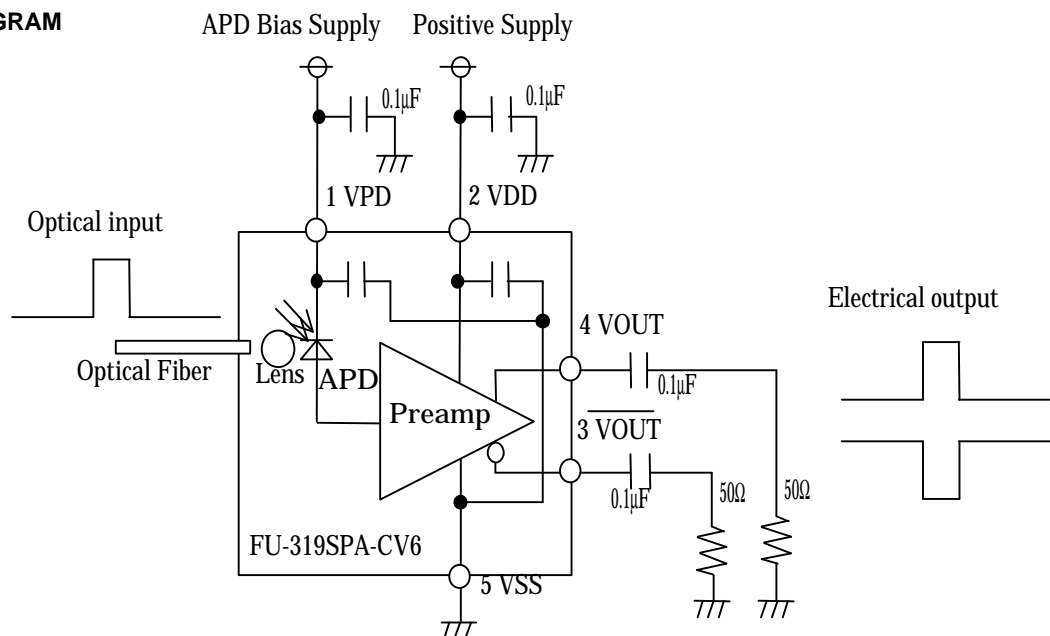 GRAM
APD Bias Supply
Positive Supply
0.1µF
0.1µF
1 VPD
2 VDD
Optical input
Electrical output
4 VOUT
Optical Fiber
Lens
APD
0.1µF
Preamp
3 V̅O̅U̅T̅
0.1µF
50Ω
50Ω
FU-319SPA-CV6
5 VSS